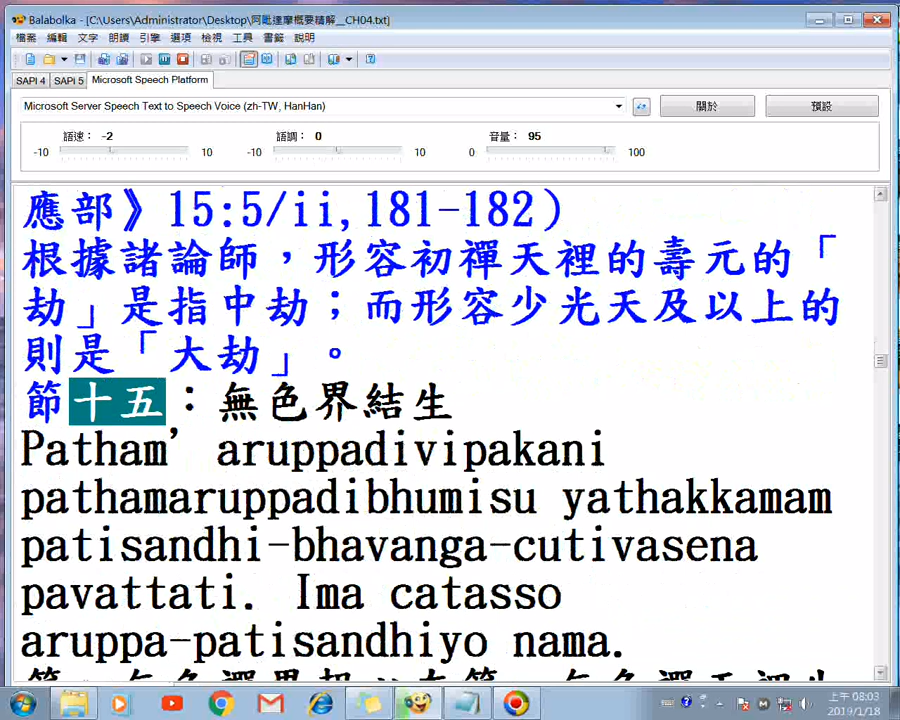 Balabolka - [C:\Users\Administrator\Desktop\阿毗達摩概要精解__CH04.txt]
檔案 編輯 文字 朗讀 引擎 選項 檢視 工具 書籤 說明
SAPI 4 SAPI 5 Microsoft Speech Platform
Microsoft Server Speech Text to Speech Voice (zh-TW, HanHan) 關於 預設
語速： -2 語調： 0 音量： 95
-10 10 -10 10 0 100
應部》15:5/ii,181-182）
根據諸論師，形容初禪天裡的壽元的「
劫」是指中劫；而形容少光天及以上的
則是「大劫」。
節十五：無色界結生
Patham’ aruppadivipakani
pathamaruppadibhumisu yathakkamam
patisandhi-bhavanga-cutivasena
pavattati. Ima catasso
aruppa-patisandhiyo nama.
上午 08:03
2019/1/18